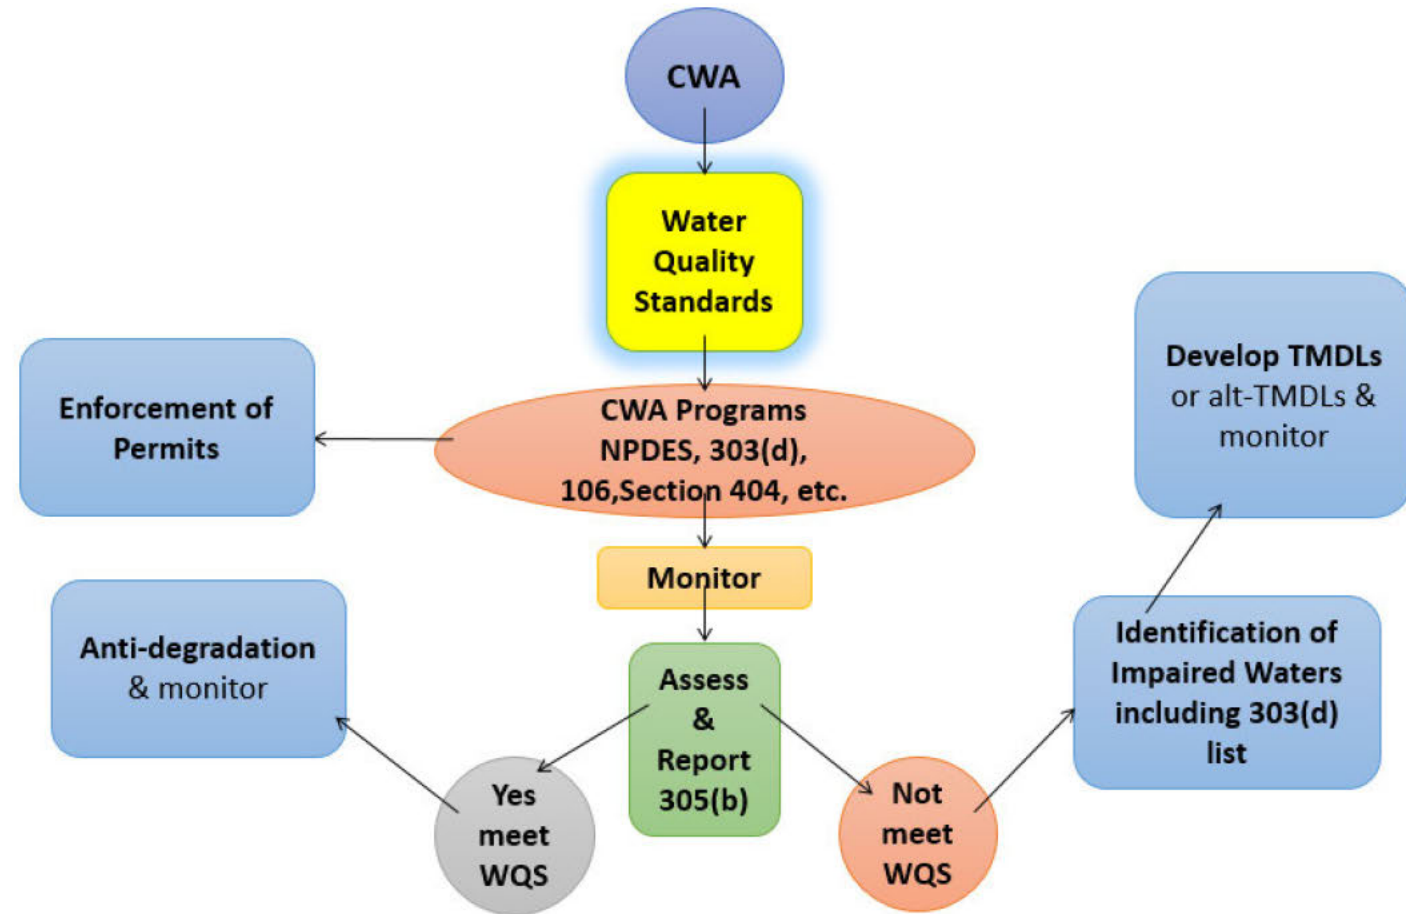 CWA
Water
Quality
Standards
CWA Programs
NPDES, 303(d),
106,Section 404, etc.
Enforcement of
Permits
Monitor
Assess
&
Report
305(b)
Yes
meet
WQS
Anti-degradation
& monitor
Not
meet
WQS
Identification of
Impaired Waters
including 303(d)
list
Develop TMDLs
or alt-TMDLs &
monitor